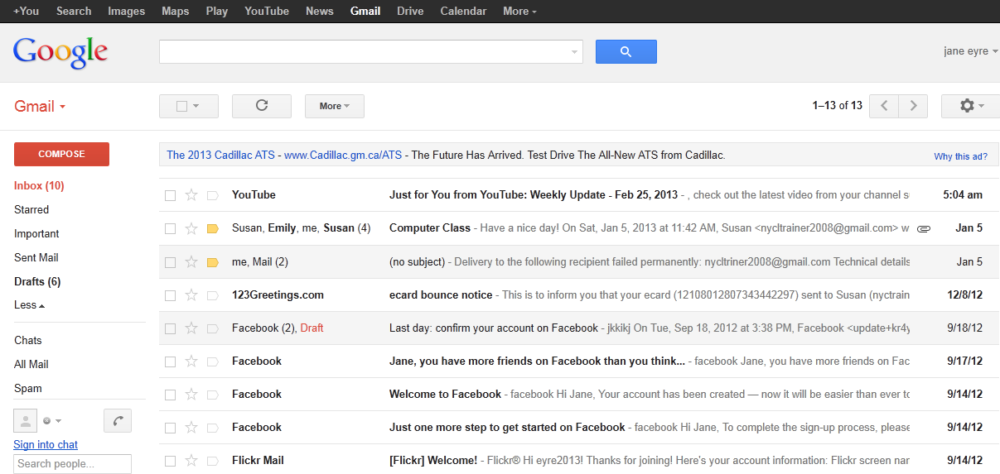 +You Search Images Maps Play YouTube News Gmail Drive Calendar More
Google
jane eyre
Gmail
More
1–13 of 13
COMPOSE
The 2013 Cadillac ATS - www.Cadillac.gm.ca/ATS - The Future Has Arrived. Test Drive The All-New ATS from Cadillac. Why this ad?
Inbox (10)
Starred
Important
Sent Mail
Drafts (6)
Less
Chats
All Mail
Spam
Sign into chat
Search people...
YouTube Just for You from YouTube: Weekly Update - Feb 25, 2013 - , check out the latest video from your channel su 5:04 am
Susan, Emily, me, Susan (4) Computer Class - Have a nice day! On Sat, Jan 5, 2013 at 11:42 AM, Susan <nycltrainer2008@gmail.com> w Jan 5
me, Mail (2) (no subject) - Delivery to the following recipient failed permanently: nycltriner2008@gmail.com Technical details Jan 5
123Greetings.com ecard bounce notice - This is to inform you that your ecard (12108012807343442297) sent to Susan (nyctrain 12/8/12
Facebook (2), Draft Last day: confirm your account on Facebook - jkkikj On Tue, Sep 18, 2012 at 3:38 PM, Facebook <update+kr4y 9/18/12
Facebook Jane, you have more friends on Facebook than you think... - facebook Jane, you have more friends on Fac 9/17/12
Facebook Welcome to Facebook - facebook Hi Jane, Your account has been created — now it will be easier than ever to 9/14/12
Facebook Just one more step to get started on Facebook - facebook Hi Jane, To complete the sign-up process, please 9/14/12
Flickr Mail [Flickr] Welcome! - Flickr® Hi eyre2013! Thanks for joining! Here's your account information: Flickr screen nar 9/14/12